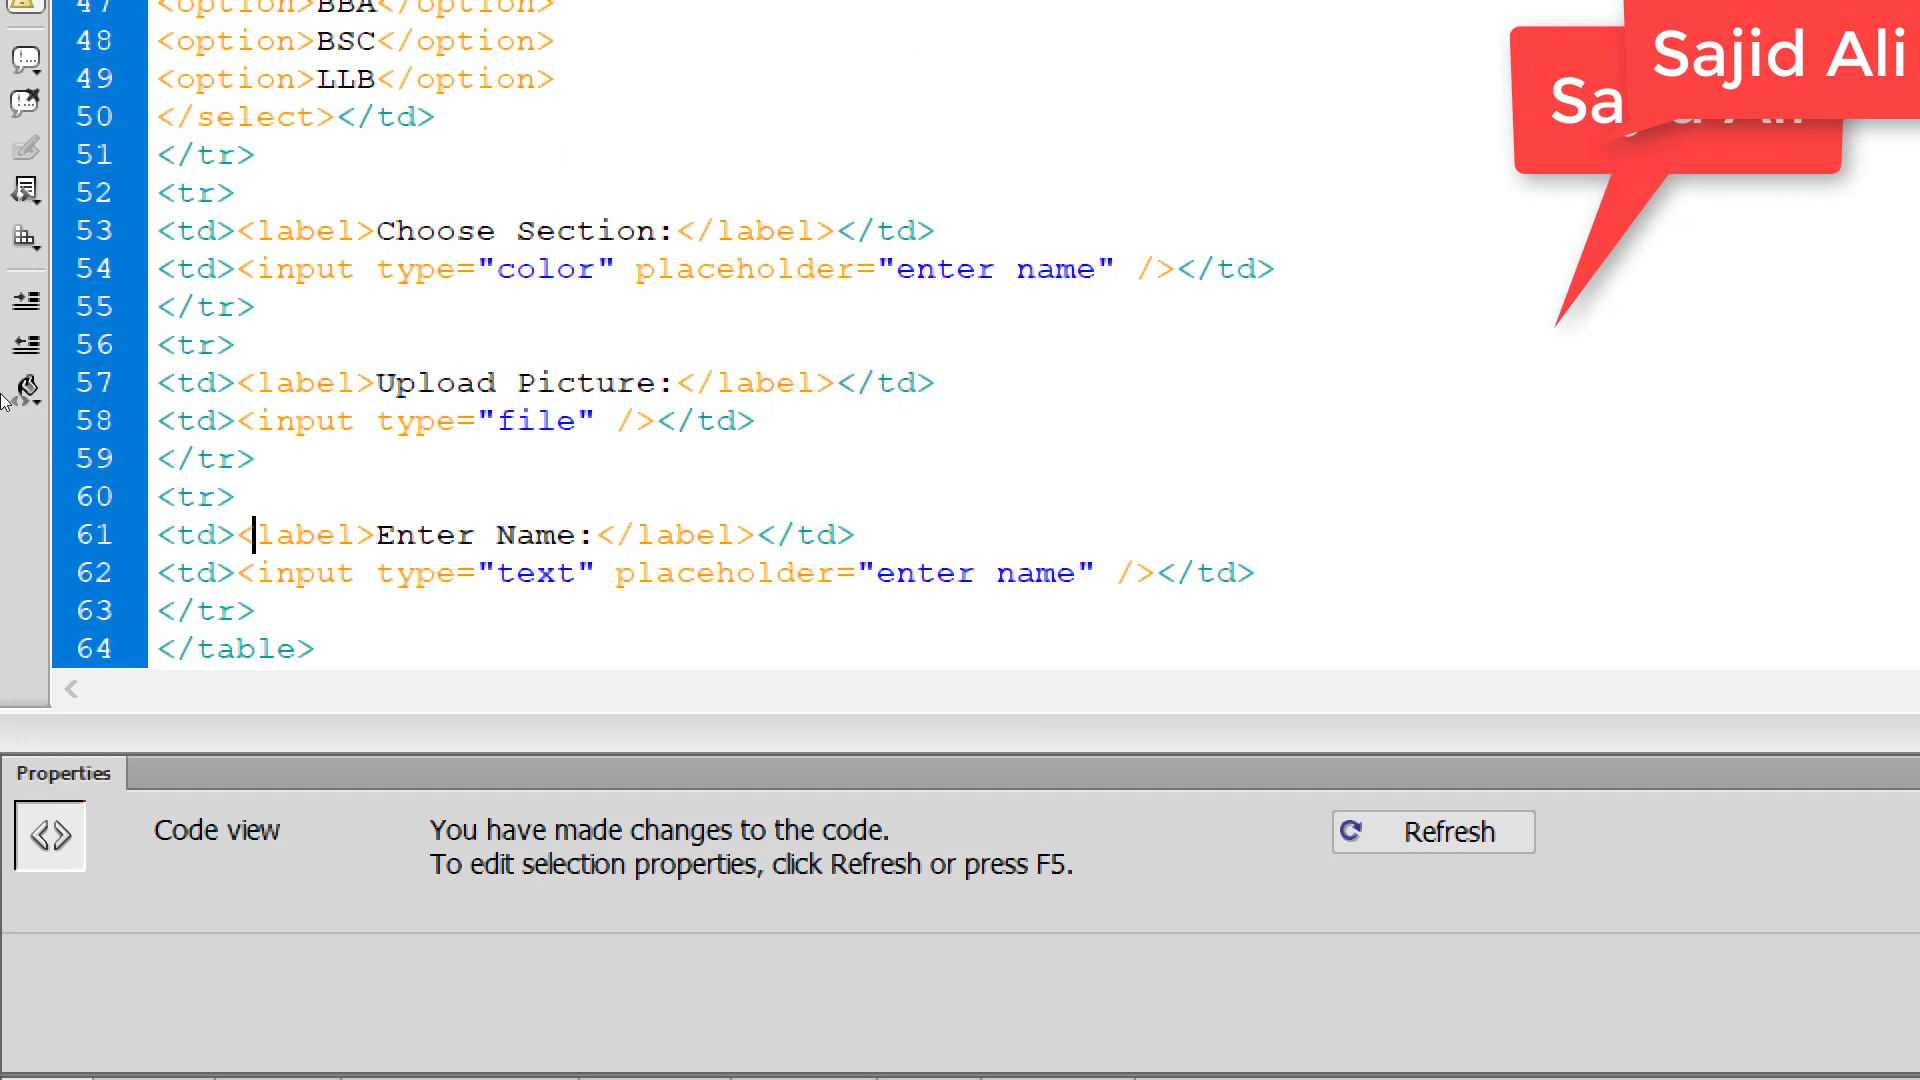 47 <option>BBA</option>
48 <option>BSC</option>
49 <option>LLB</option>
50 </select></td>
51 </tr>
52 <tr>
53 <td><label>Choose Section:</label></td>
54 <td><input type="color" placeholder="enter name" /></td>
55 </tr>
56 <tr>
57 <td><label>Upload Picture:</label></td>
58 <td><input type="file" /></td>
59 </tr>
60 <tr>
61 <td><label>Enter Name:</label></td>
62 <td><input type="text" placeholder="enter name" /></td>
63 </tr>
64 </table>
Sajid Ali
Properties
Code view
You have made changes to the code.
To edit selection properties, click Refresh or press F5.
Refresh